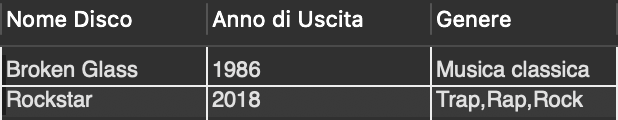 Nome Disco Anno di Uscita Genere
Broken Glass 1986 Musica classica
Rockstar 2018 Trap,Rap,Rock